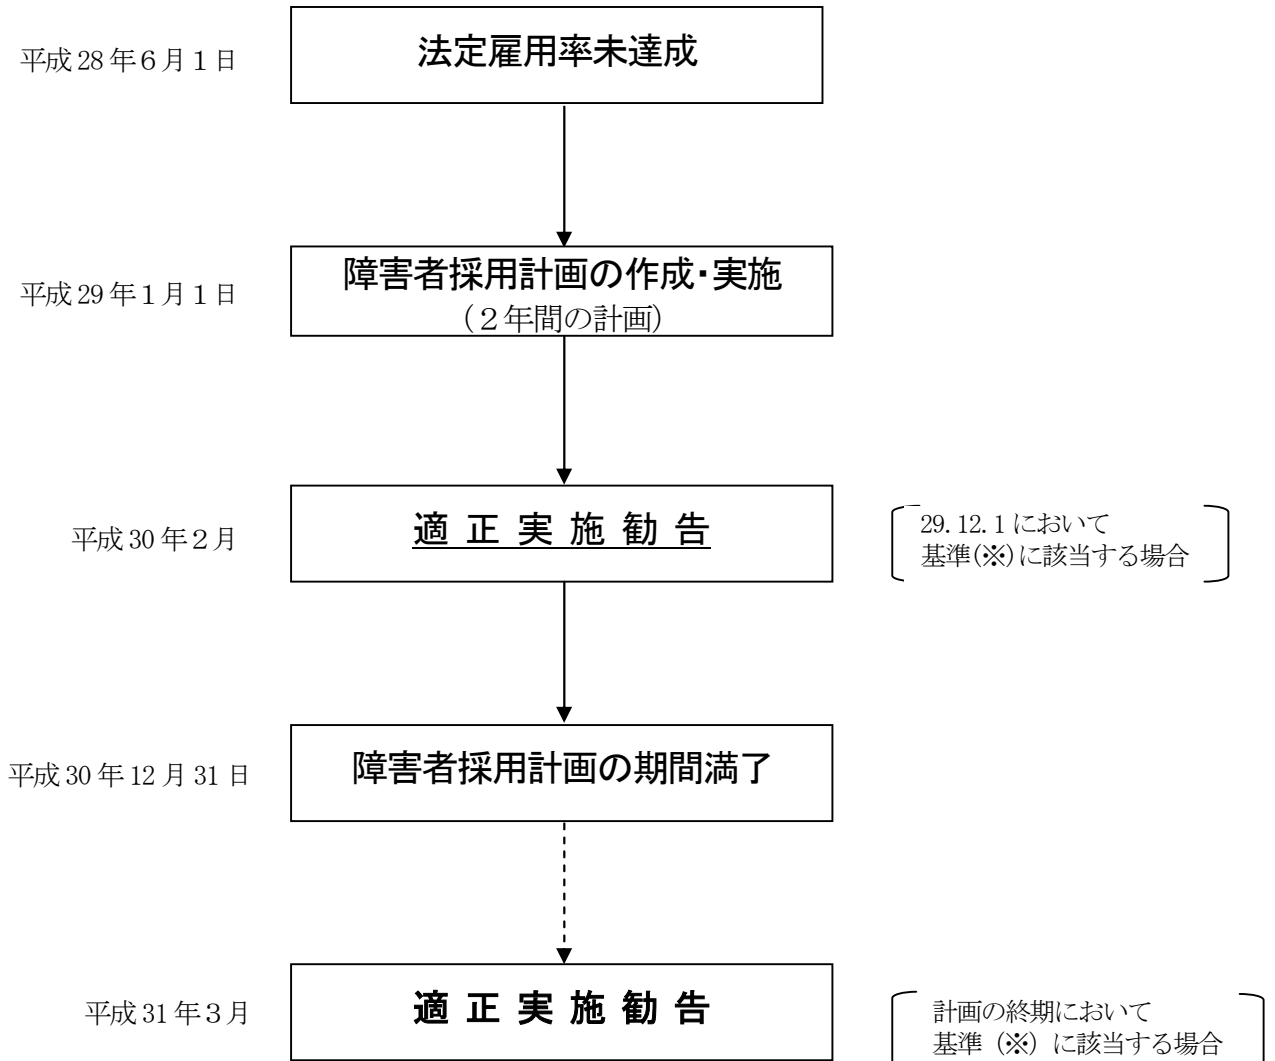 平成28年6月1日
法定雇用率未達成
平成29年1月1日
障害者採用計画の作成・実施
（２年間の計画）
平成30年２月
適 正 実 施 勧 告
29.12.1において
基準(※)に該当する場合
平成30年12月31日
障害者採用計画の期間満了
平成31年３月
適 正 実 施 勧 告
計画の終期において
基準（※）に該当する場合